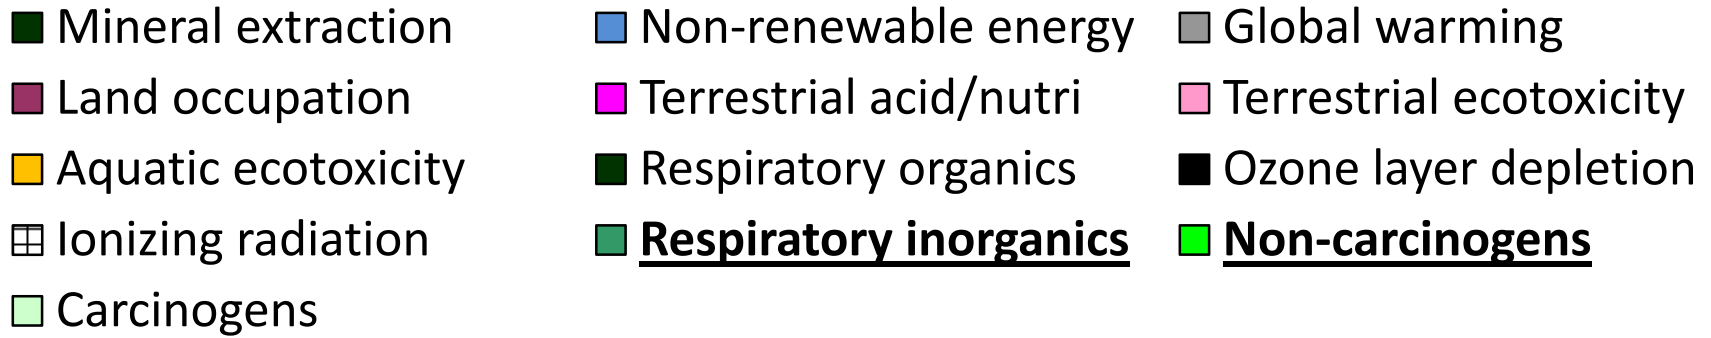 Mineral extraction Non-renewable energy Global warming
Land occupation Terrestrial acid/nutri Terrestrial ecotoxicity
Aquatic ecotoxicity Respiratory organics Ozone layer depletion
Ionizing radiation Respiratory inorganics Non-carcinogens
Carcinogens